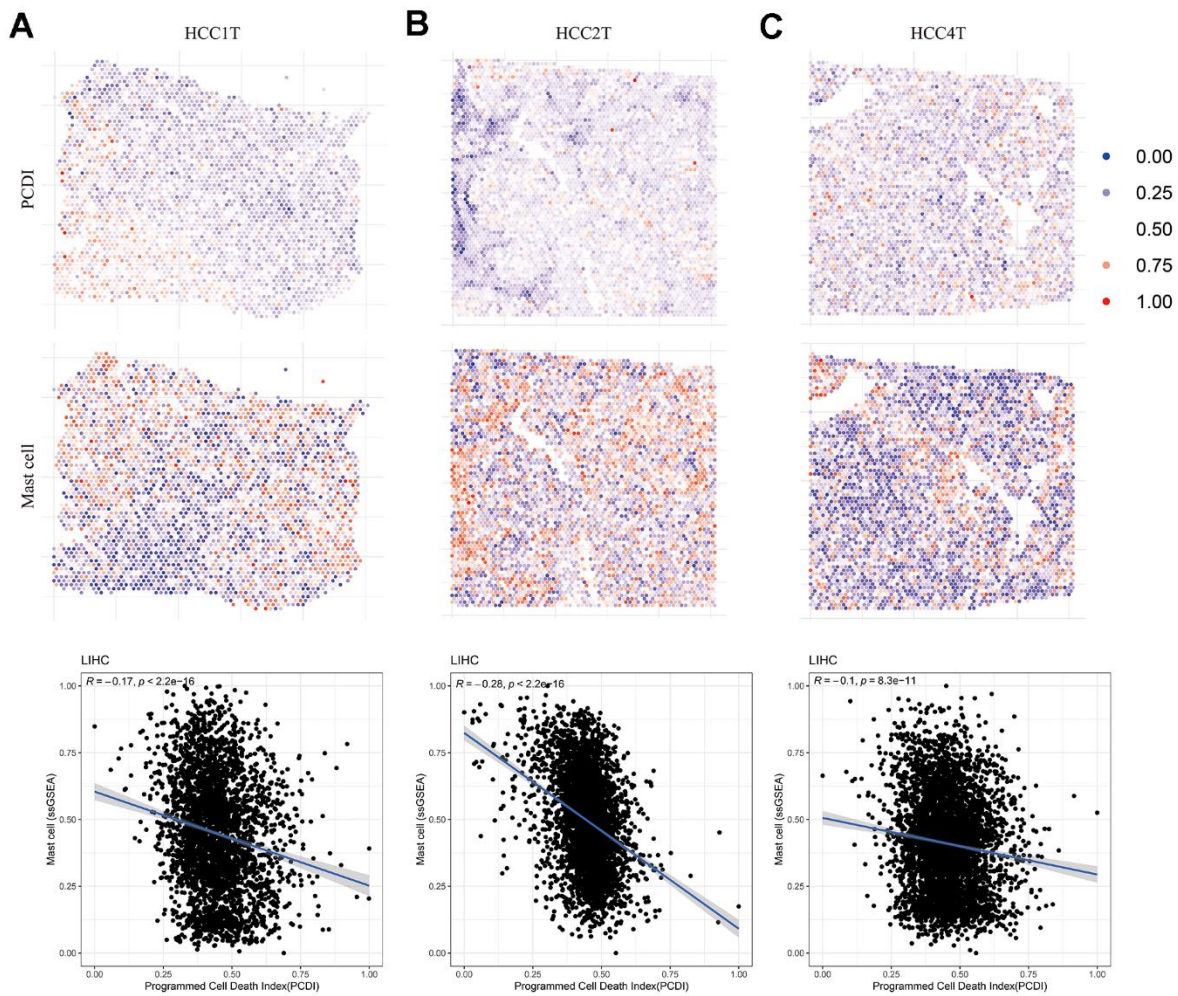 A
HCC1T
B
HCC2T
C
HCC4T
PCDI
0.00
0.25
0.50
0.75
1.00
Mast cell
LIHC
R = −0.17, p < 2.2e−16
1.00
0.75
0.50
0.25
0.00
Mast cell (ssGSEA)
0.00 0.25 0.50 0.75 1.00
Programmed Cell Death Index(PCDI)
LIHC
R = −0.28, p < 2.2e−16
1.00
0.75
0.50
0.25
0.00
Mast cell (ssGSEA)
0.00 0.25 0.50 0.75 1.00
Programmed Cell Death Index(PCDI)
LIHC
R = −0.1, p = 8.3e−11
1.00
0.75
0.50
0.25
0.00
Mast cell (ssGSEA)
0.00 0.25 0.50 0.75 1.00
Programmed Cell Death Index(PCDI)